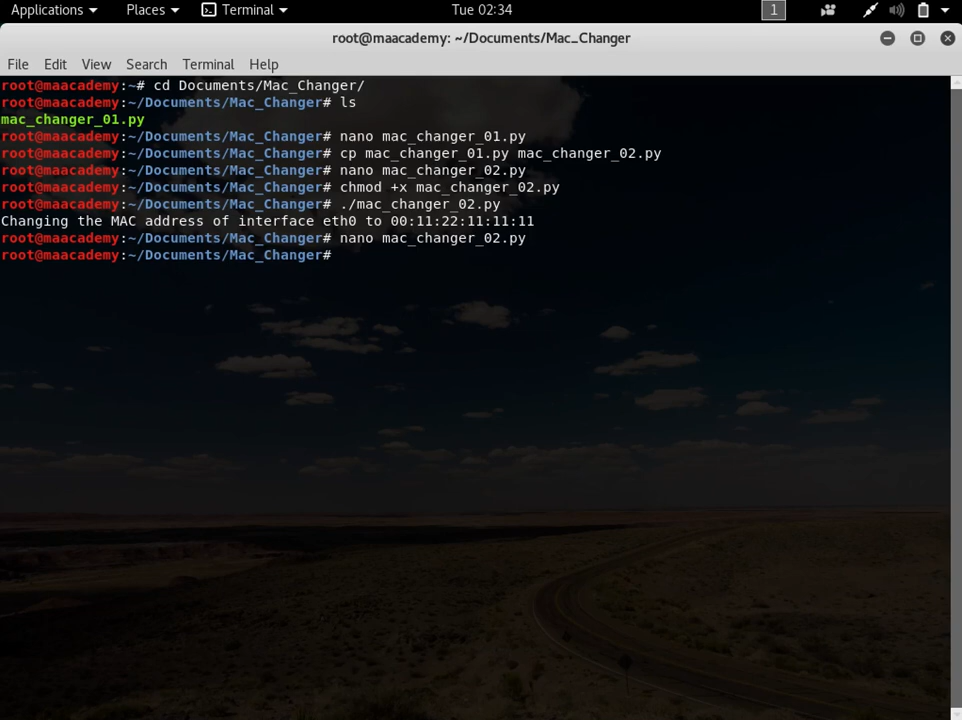 Applications Places Terminal Tue 02:34 1
root@maacademy: ~/Documents/Mac_Changer
File Edit View Search Terminal Help
root@maacademy:~# cd Documents/Mac_Changer/
root@maacademy:~/Documents/Mac_Changer# ls
mac_changer_01.py
root@maacademy:~/Documents/Mac_Changer# nano mac_changer_01.py
root@maacademy:~/Documents/Mac_Changer# cp mac_changer_01.py mac_changer_02.py
root@maacademy:~/Documents/Mac_Changer# nano mac_changer_02.py
root@maacademy:~/Documents/Mac_Changer# chmod +x mac_changer_02.py
root@maacademy:~/Documents/Mac_Changer# ./mac_changer_02.py
Changing the MAC address of interface eth0 to 00:11:22:11:11:11
root@maacademy:~/Documents/Mac_Changer# nano mac_changer_02.py
root@maacademy:~/Documents/Mac_Changer#